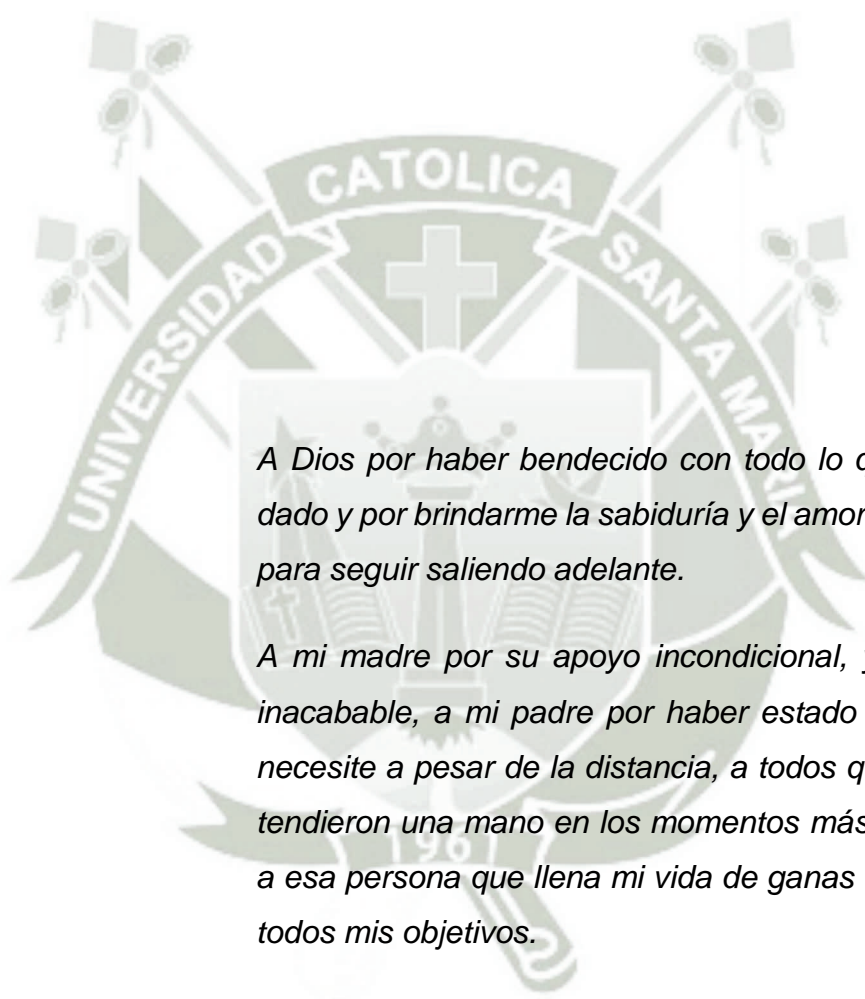 CATOLICA
UNIVERSIDAD
SANTA MARIA
A Dios por haber bendecido con todo lo
dado y por brindarme la sabiduría y el amor
para seguir saliendo adelante.
A mi madre por su apoyo incondicional,
inacabable, a mi padre por haber estado
necesite a pesar de la distancia, a todos
tendieron una mano en los momentos más
a esa persona que llena mi vida de ganas
todos mis objetivos.
196